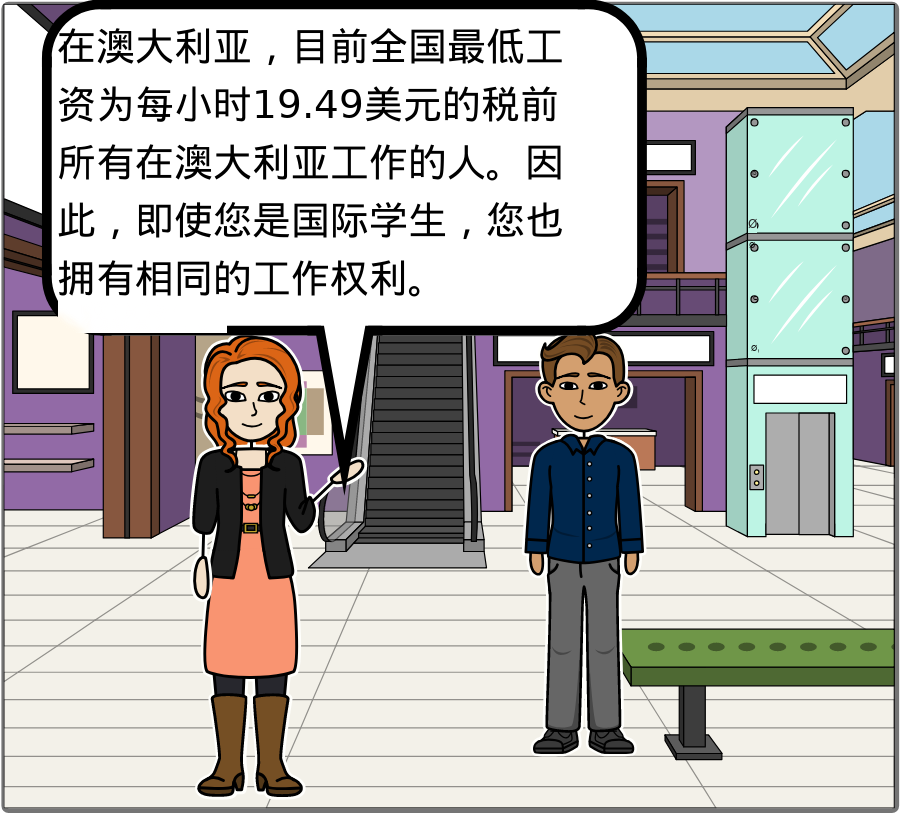 在澳大利亚，目前全国最低工
资为每小时19.49美元的税前
所有在澳大利亚工作的人。因
此，即使您是国际学生，您也
拥有相同的工作权利。